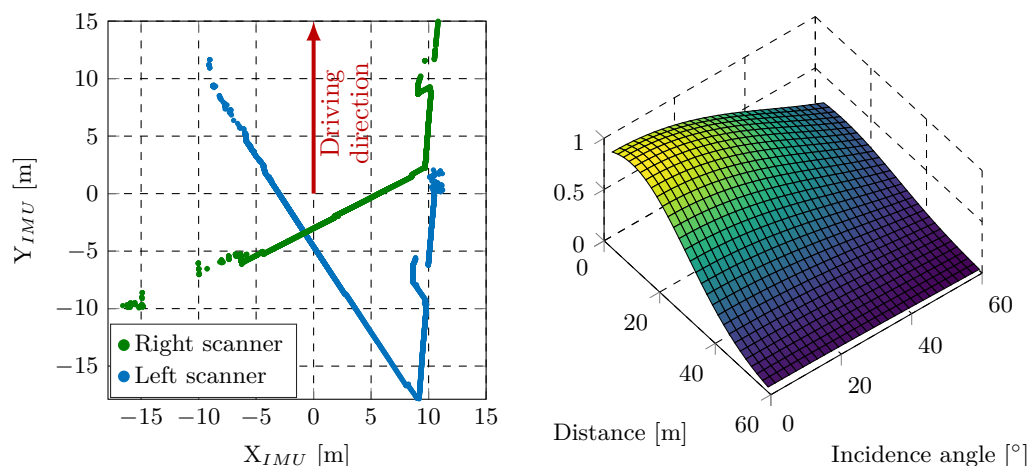 15
10
5
0
−5
−10
−15
−15 −10 −5 0 5 10 15
Y_IMU [m]
X_IMU [m]
Driving
direction
Right scanner
Left scanner
1
0.5
0
0
20
40
60
0
20
40
60
Distance [m]
Incidence angle [°]